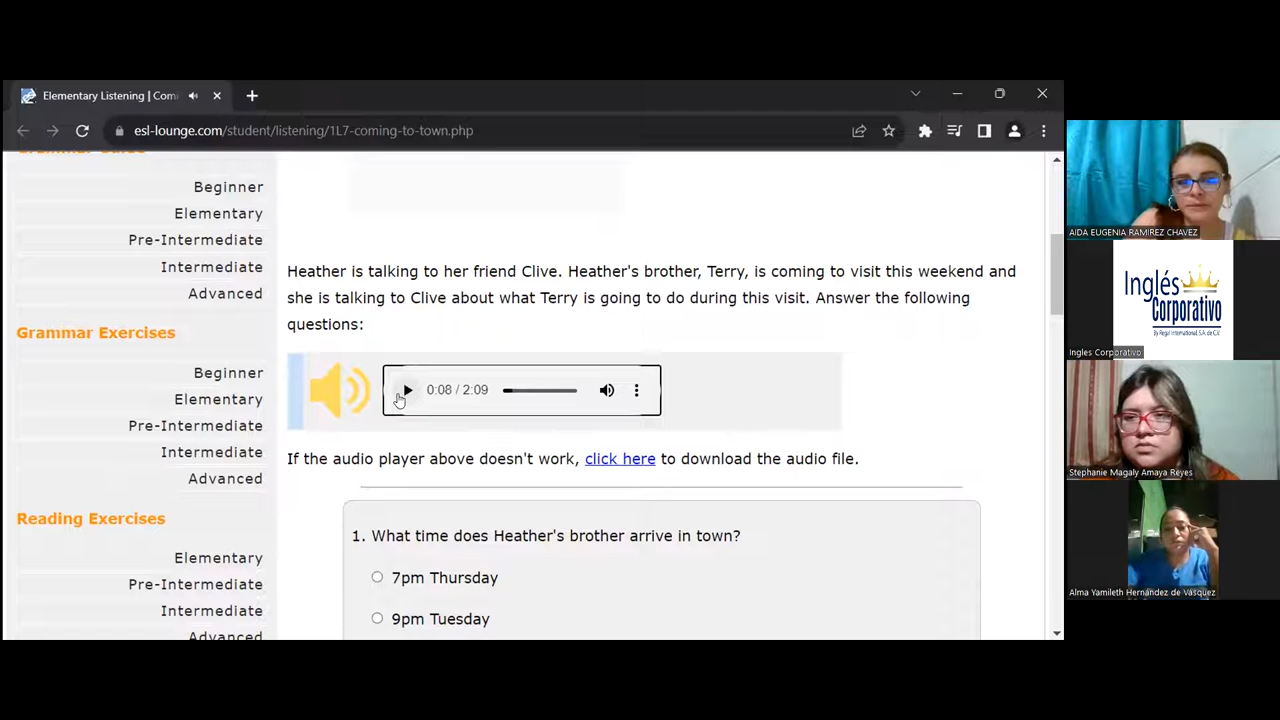 Elementary Listening | Com
esl-lounge.com/student/listening/1L7-coming-to-town.php
Beginner
Elementary
Pre-Intermediate
Intermediate
Advanced
Grammar Exercises
Beginner
Elementary
Pre-Intermediate
Intermediate
Advanced
Reading Exercises
Elementary
Pre-Intermediate
Intermediate
Advanced
Heather is talking to her friend Clive. Heather's brother, Terry, is coming to visit this weekend and
she is talking to Clive about what Terry is going to do during this visit. Answer the following
questions:
0:08 / 2:09
If the audio player above doesn't work, click here to download the audio file.
1. What time does Heather's brother arrive in town?
7pm Thursday
9pm Tuesday
AIDA EUGENIA RAMIREZ CHAVEZ
Inglés
Corporativo
By Regal International, S.A. de C.V.
Ingles Corporativo
Stephanie Magaly Amaya Reyes
Alma Yamileth Hernández de Vásquez